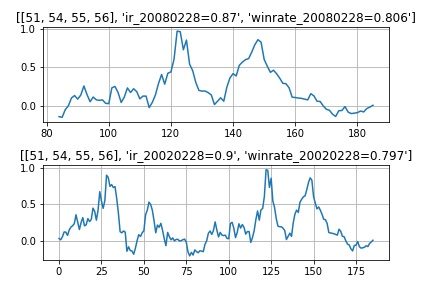 [[51, 54, 55, 56], 'ir_20080228=0.87', 'winrate_20080228=0.806']
1.0
0.5
0.0
80 100 120 140 160 180
[[51, 54, 55, 56], 'ir_20020228=0.9', 'winrate_20020228=0.797']
1.0
0.5
0.0
0 25 50 75 100 125 150 175